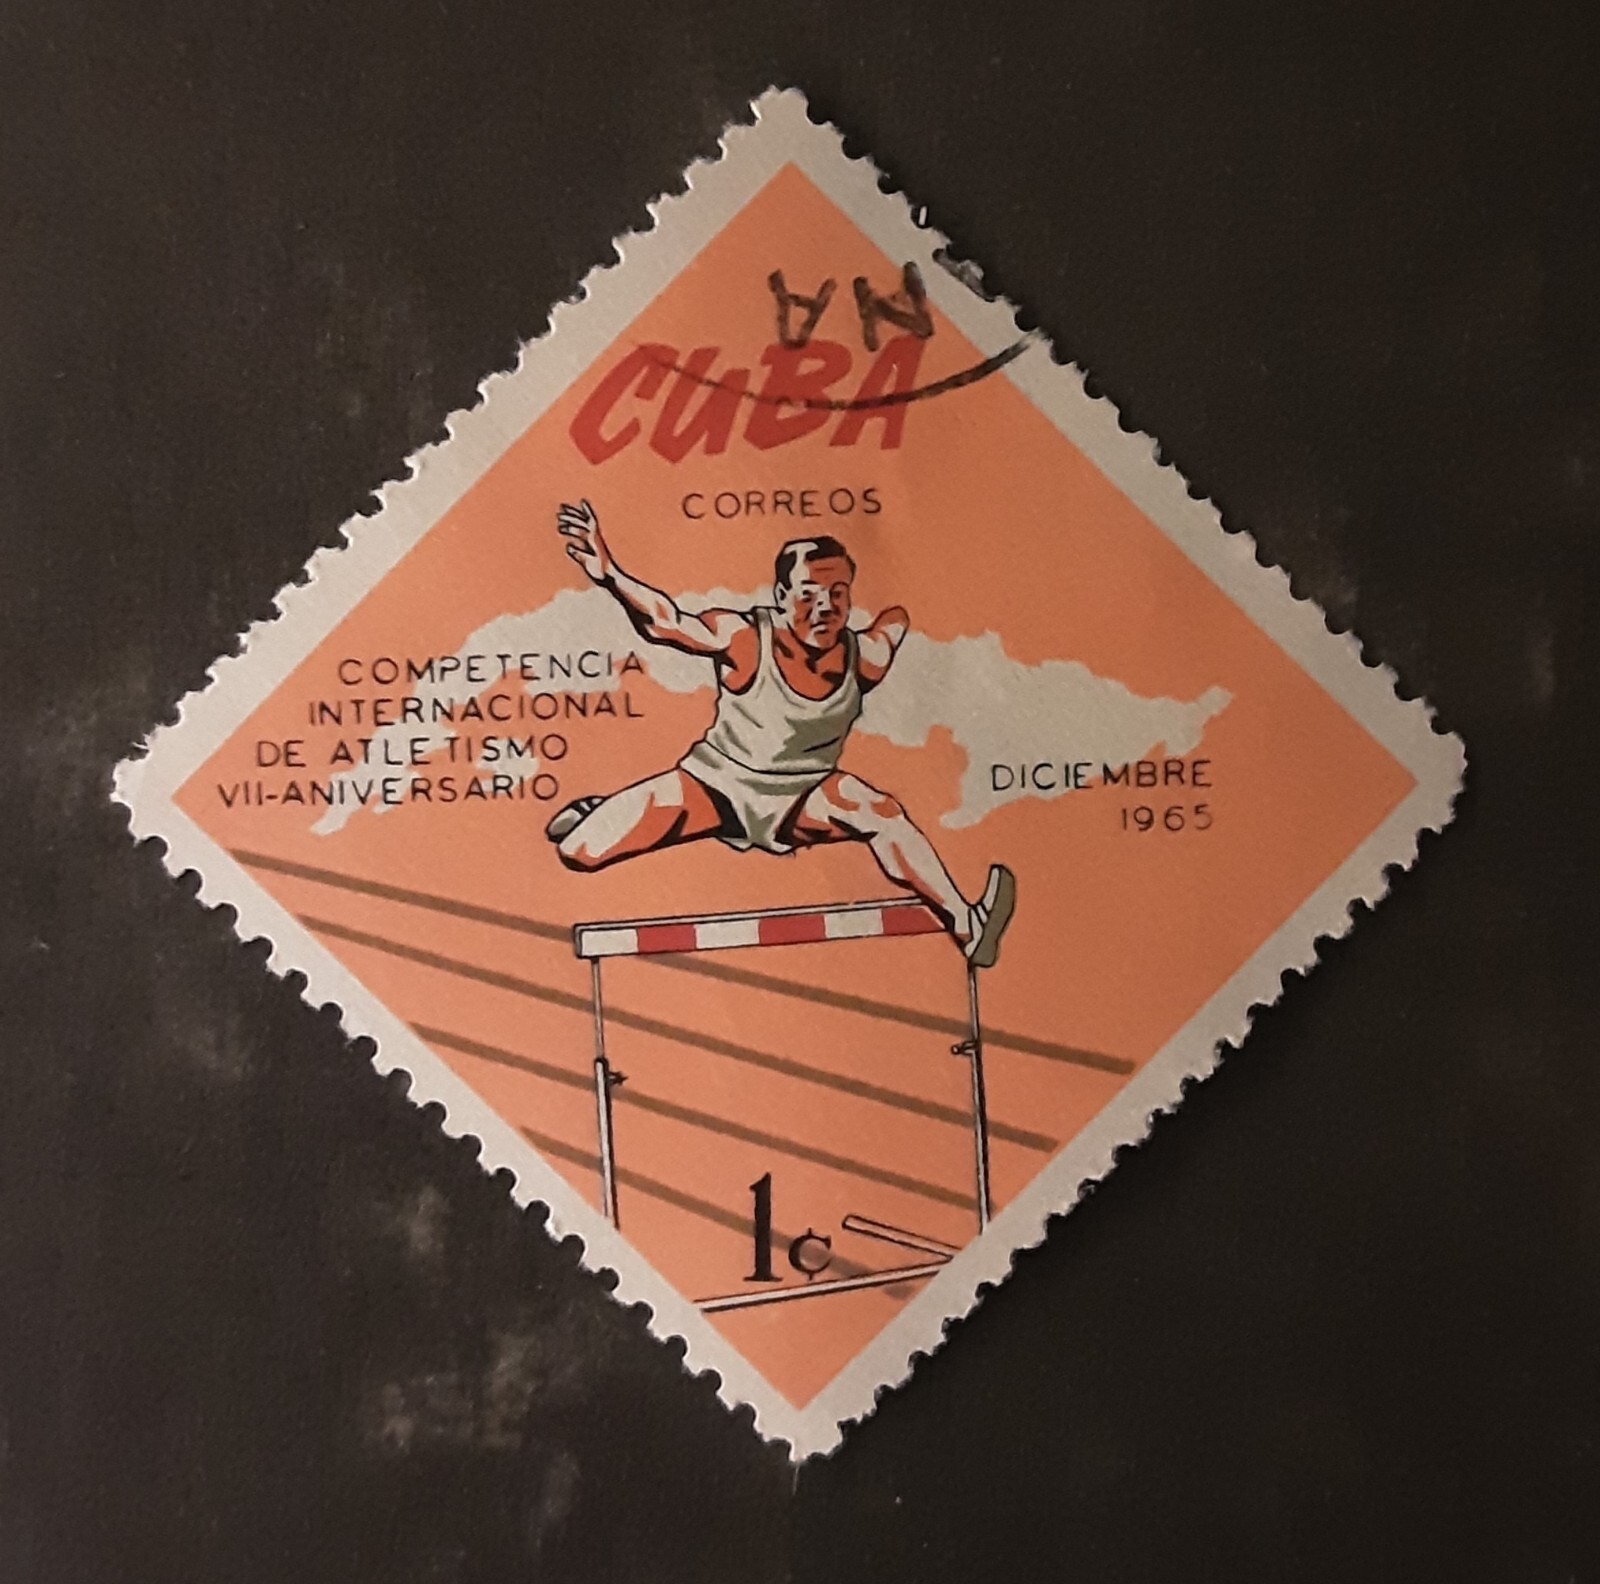 NA
CUBA
CORREOS
COMPETENCIA
INTERNACIONAL
DE ATLETISMO
VII-ANIVERSARIO
DICIEMBRE
1965
1¢